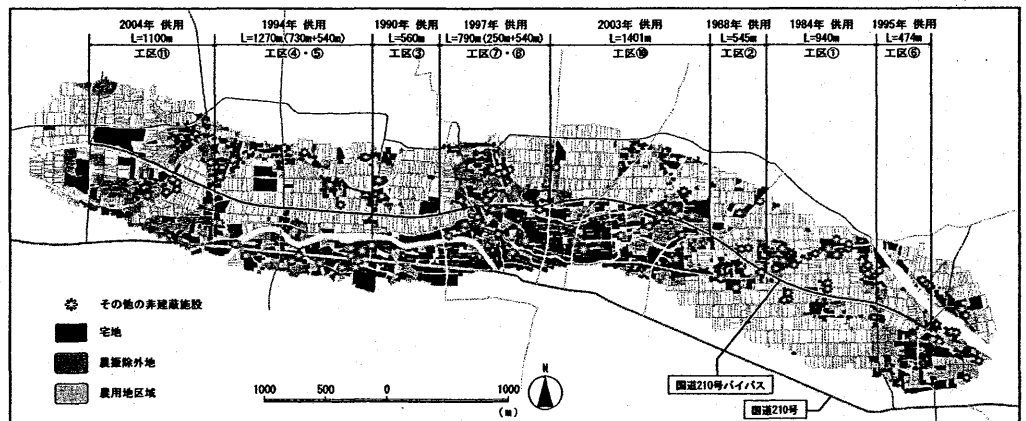 2004年 供用
L=1100m
工区⑪
1994年 供用
L=1270m(730m+540m)
工区④・⑤
1990年 供用
L=560m
工区③
1997年 供用
L=790m(250m+540m)
工区⑦・⑧
2003年 供用
L=1401m
工区⑩
1988年 供用
L=545m
工区②
1984年 供用
L=940m
工区①
1995年 供用
L=474m
工区⑥
その他の非建蔽施設
宅地
農振除外地
農用地区域
1000 500 0 1000
(m)
N
国道210号バイパス
国道210号